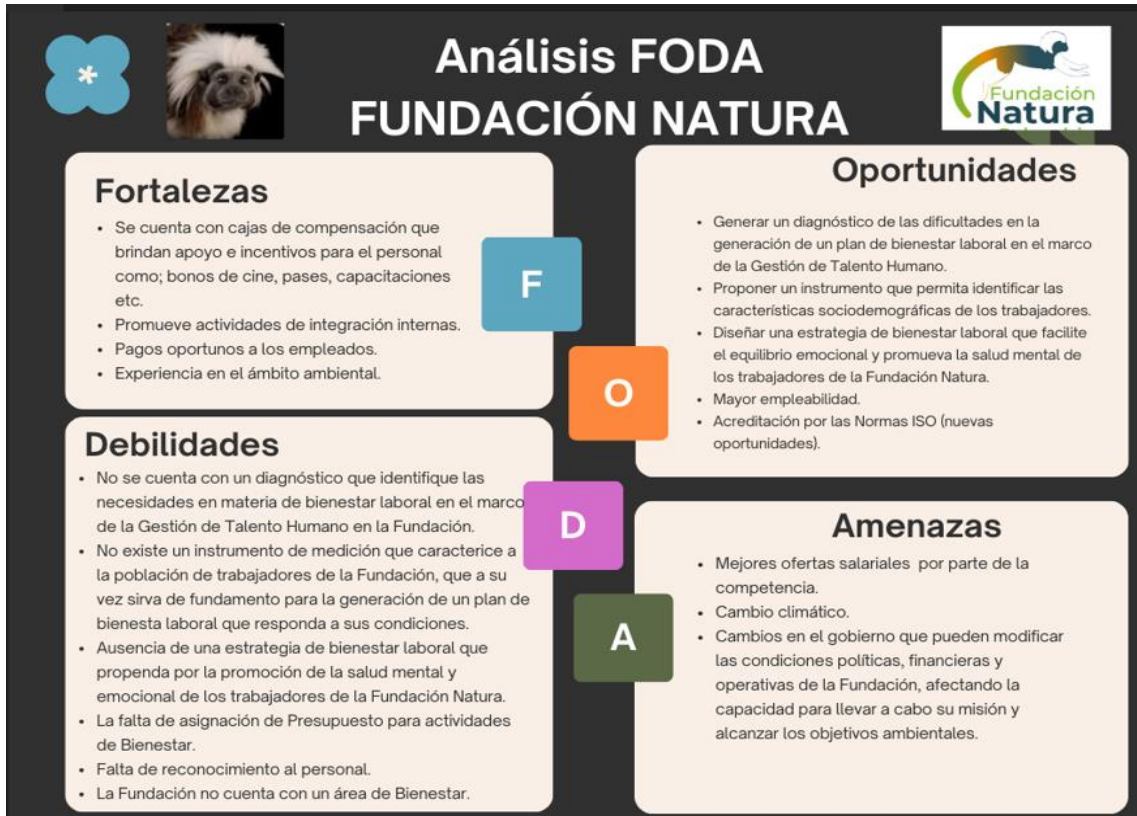 *
Análisis FODA
FUNDACIÓN NATURA
Fundación
Natura
Fortalezas
• Se cuenta con cajas de compensación que
brindan apoyo e incentivos para el personal
como; bonos de cine, pases, capacitaciones
etc.
• Promueve actividades de integración internas.
• Pagos oportunos a los empleados.
• Experiencia en el ámbito ambiental.
F
Oportunidades
• Generar un diagnóstico de las dificultades en la
generación de un plan de bienestar laboral en el marco
de la Gestión de Talento Humano.
• Proponer un instrumento que permita identificar las
características sociodemográficas de los trabajadores.
• Diseñar una estrategia de bienestar laboral que facilite
el equilibrio emocional y promueva la salud mental de
los trabajadores de la Fundación Natura.
• Mayor empleabilidad.
• Acreditación por las Normas ISO (nuevas
oportunidades).
O
Debilidades
• No se cuenta con un diagnóstico que identifique las
necesidades en materia de bienestar laboral en el marco
de la Gestión de Talento Humano en la Fundación.
• No existe un instrumento de medición que caracterice a
la población de trabajadores de la Fundación, que a su
vez sirva de fundamento para la generación de un plan de
bienesta laboral que responda a sus condiciones.
• Ausencia de una estrategia de bienestar laboral que
propenda por la promoción de la salud mental y
emocional de los trabajadores de la Fundación Natura.
• La falta de asignación de Presupuesto para actividades
de Bienestar.
• Falta de reconocimiento al personal.
• La Fundación no cuenta con un área de Bienestar.
D
Amenazas
• Mejores ofertas salariales por parte de la
competencia.
• Cambio climático.
• Cambios en el gobierno que pueden modificar
las condiciones políticas, financieras y
operativas de la Fundación, afectando la
capacidad para llevar a cabo su misión y
alcanzar los objetivos ambientales.
A